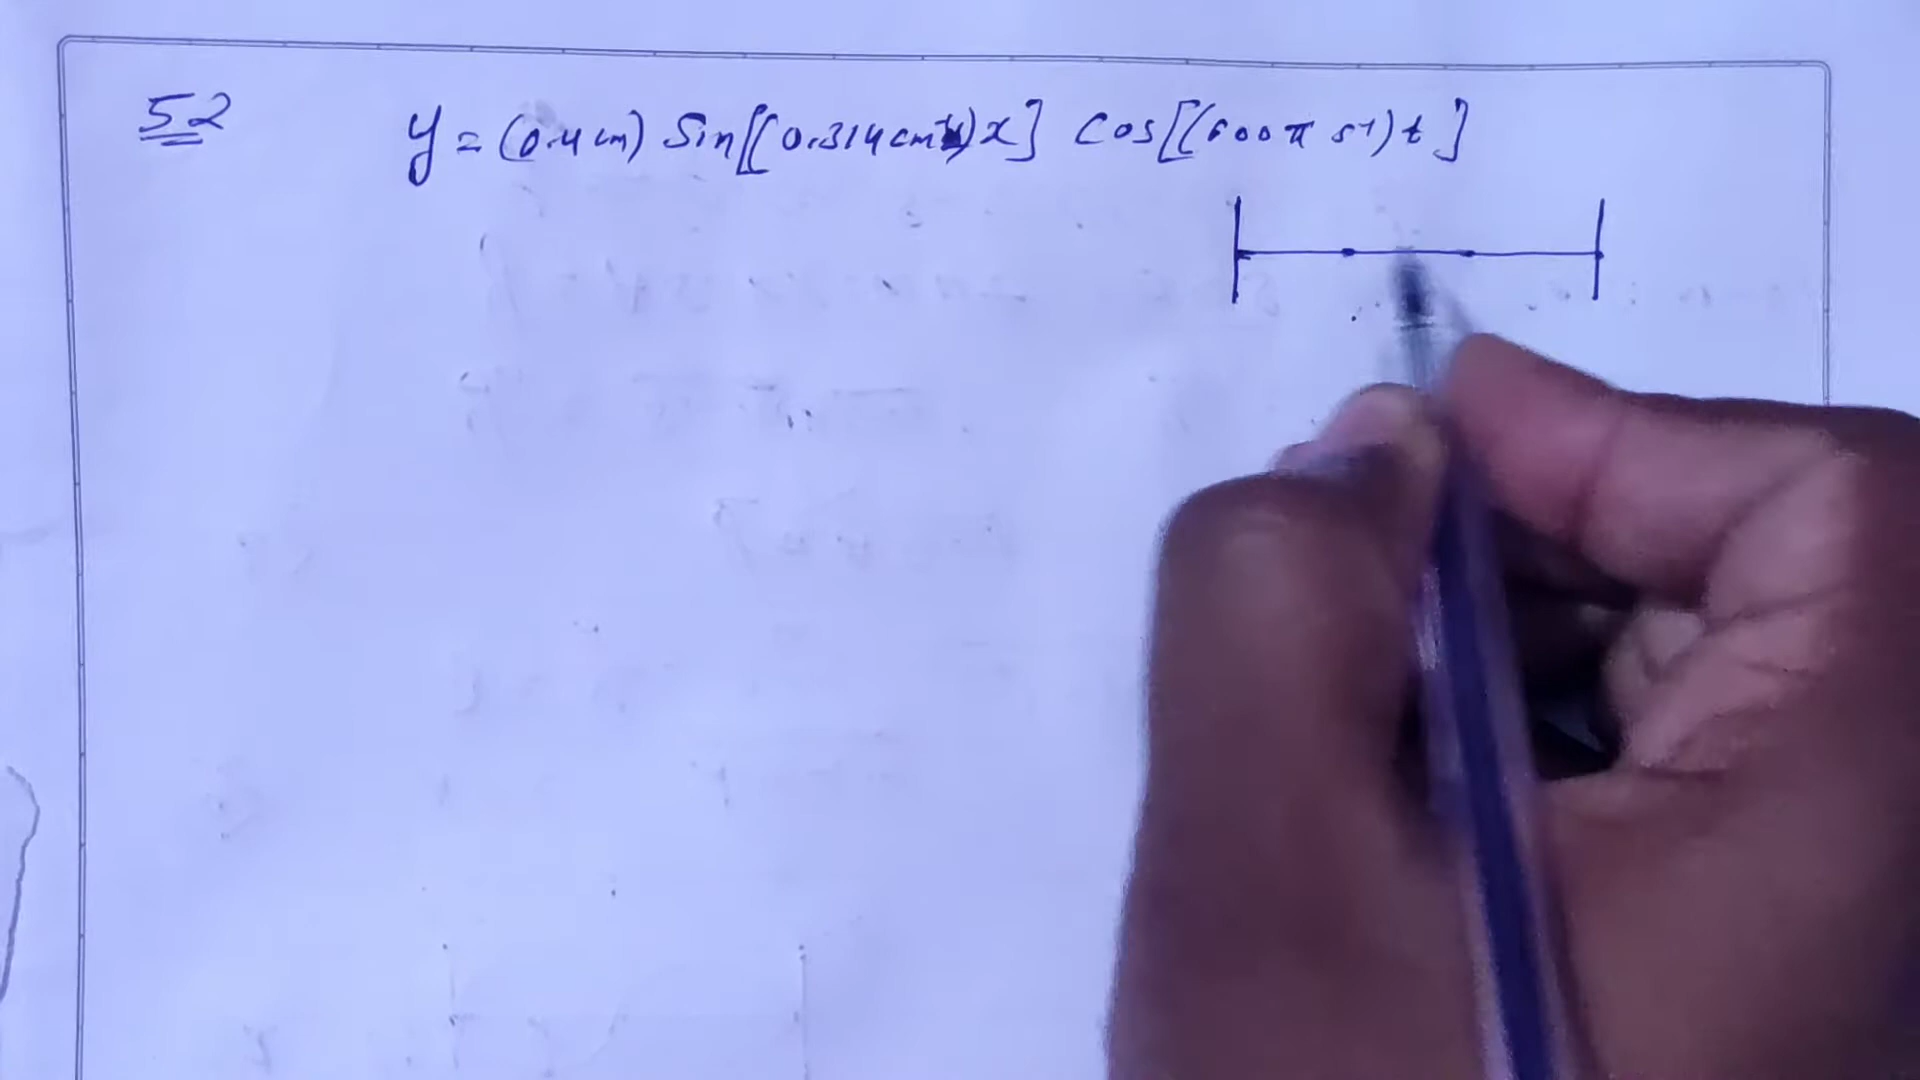 52
y = (0.4 cm) Sin[(0.314 cm⁻¹)x] Cos[(600π s⁻¹)t]